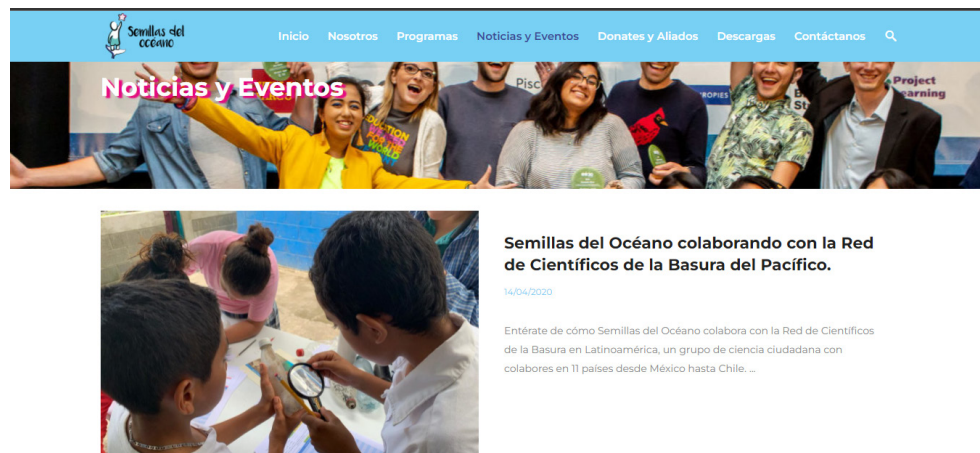 Semillas del
océano
Inicio Nosotros Programas Noticias y Eventos Donates y Aliados Descargas Contáctanos
Noticias y Eventos
Pisc
Project
earning
Semillas del Océano colaborando con la Red
de Científicos de la Basura del Pacífico.
14/04/2020
Entérate de cómo Semillas del Océano colabora con la Red de Científicos
de la Basura en Latinoamérica, un grupo de ciencia ciudadana con
colabores en 11 países desde México hasta Chile. ...